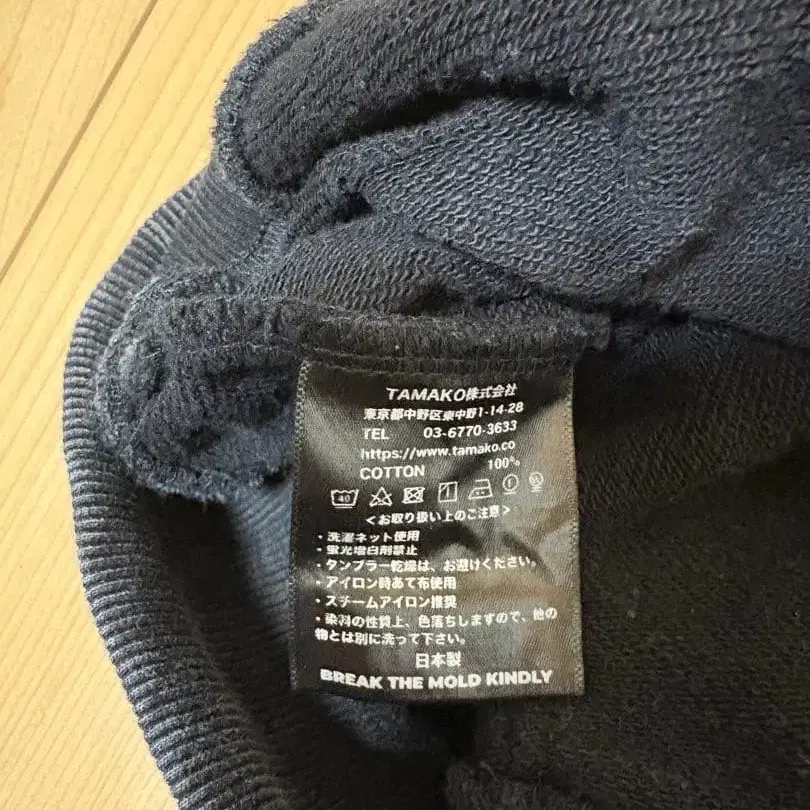 TAMAKO株式会社
東京都中野区東中野1-14-28
TEL 03-6770-3633
https://www.tamako.co
COTTON 100%
40
<お取り扱い上のご注意>
・洗濯ネット使用
・蛍光増白剤禁止
・タンブラー乾燥は、お避けください。
・アイロン時あて布使用
・スチームアイロン推奨
・染料の性質上、色落ちしますので、他の
物とは別に洗って下さい。
日本製
BREAK THE MOLD KINDLY